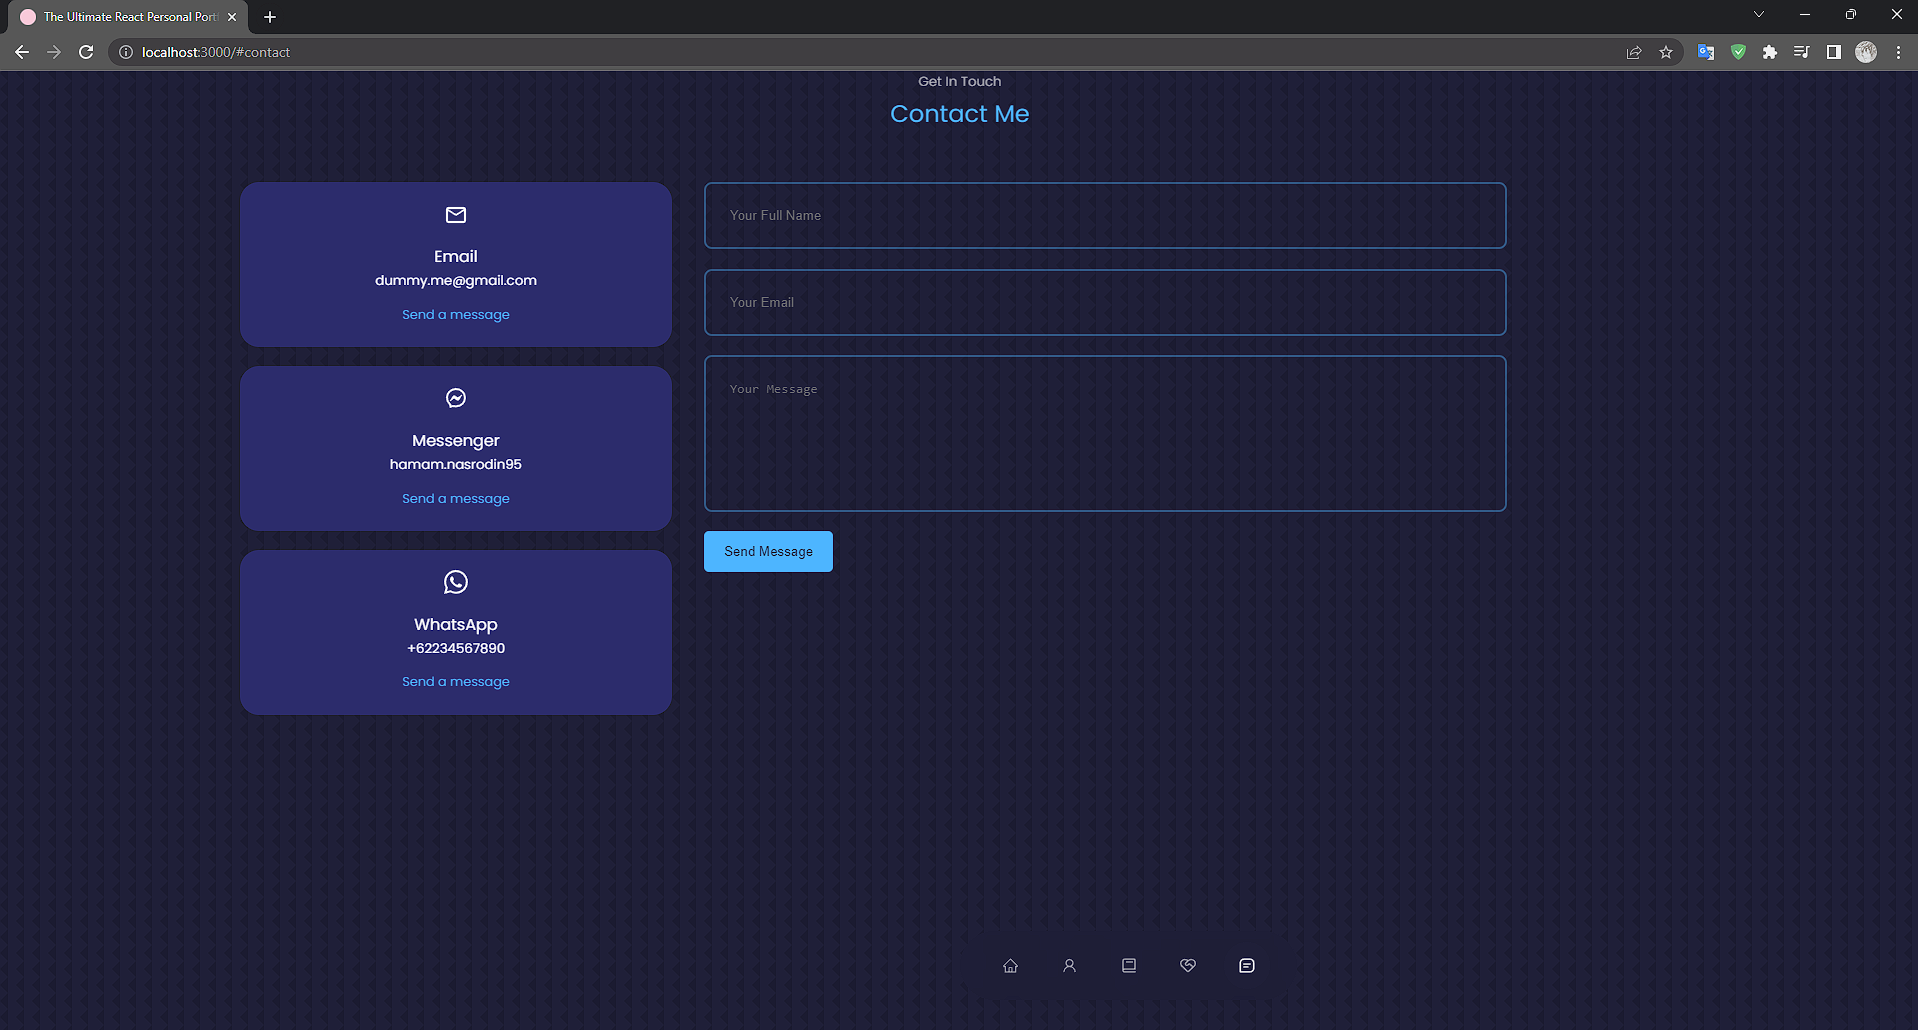 The Ultimate React Personal Port
localhost:3000/#contact
Get In Touch
Contact Me
Email
dummy.me@gmail.com
Send a message
Messenger
hamam.nasrodin95
Send a message
WhatsApp
+62234567890
Send a message
Your Full Name
Your Email
Your Message
Send Message